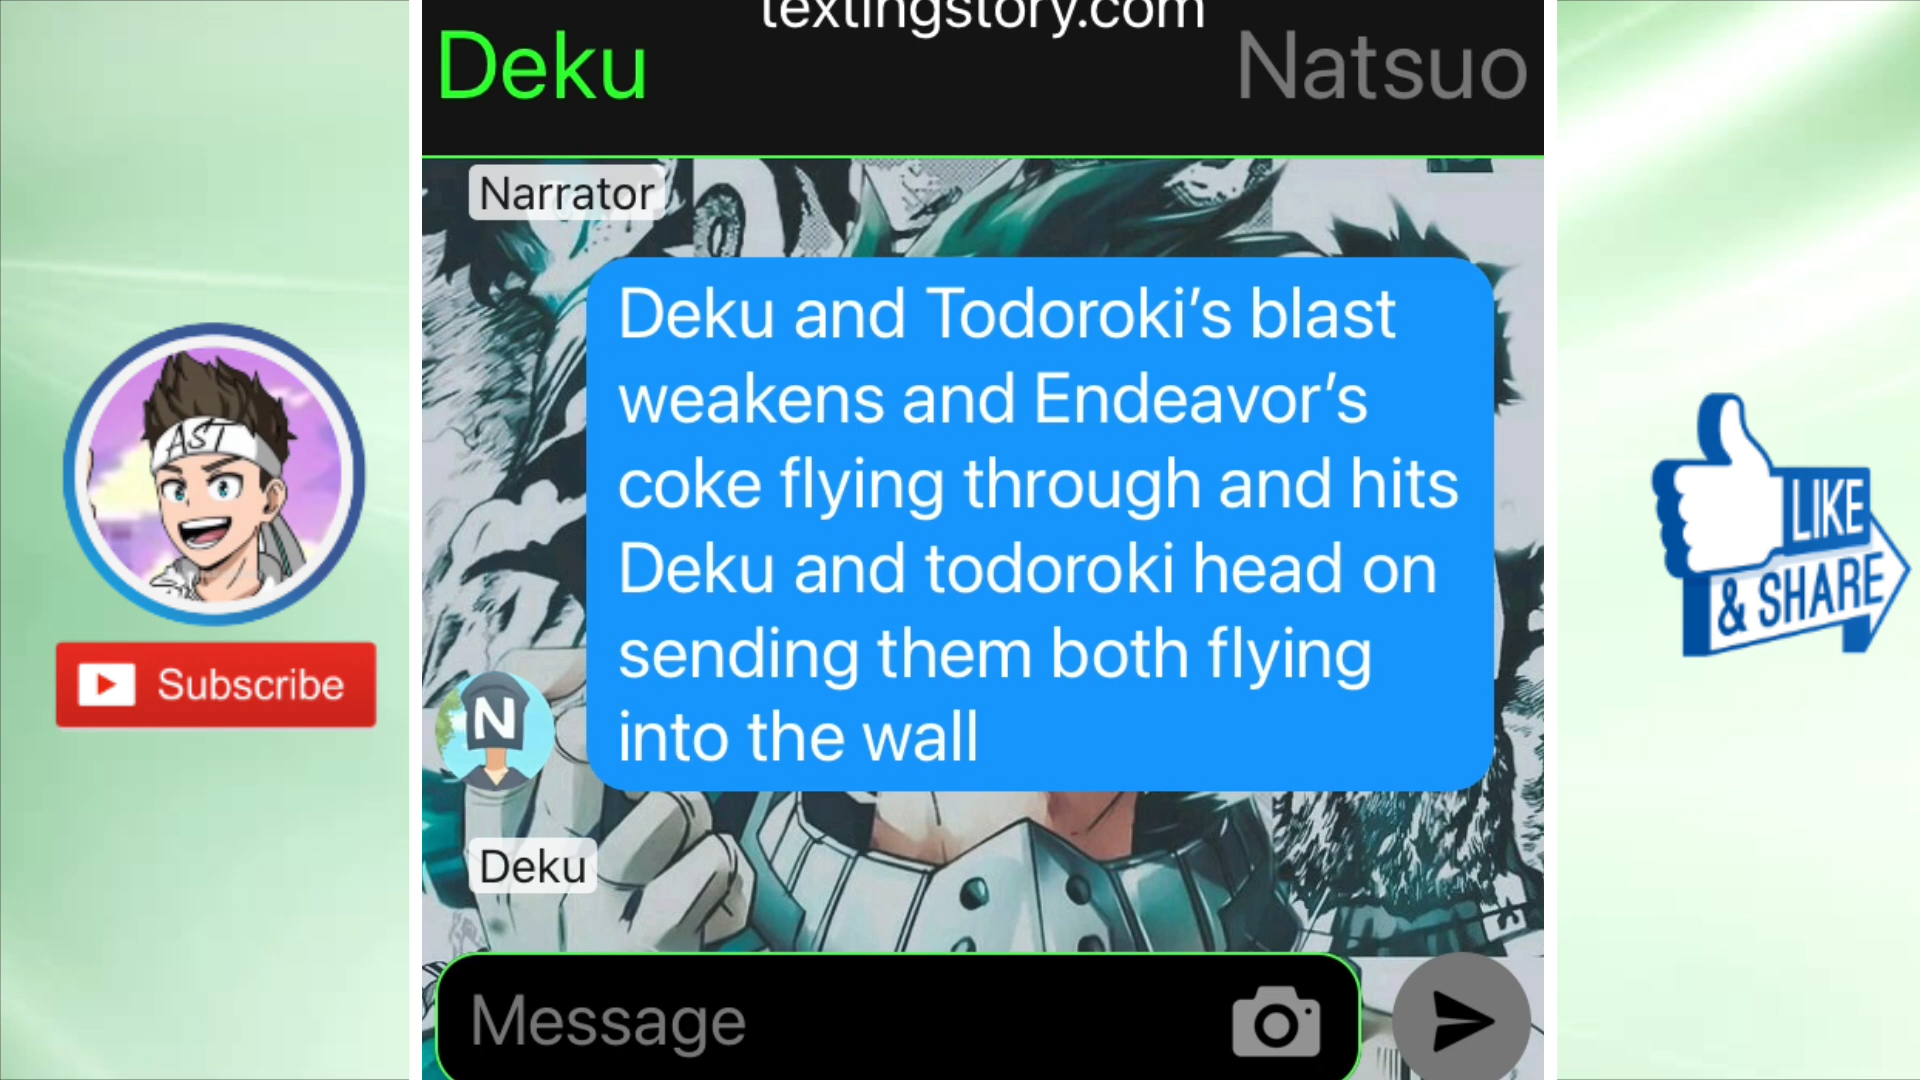 textingstory.com
Deku
Natsuo
Narrator
Deku and Todoroki’s blast
weakens and Endeavor’s
coke flying through and hits
Deku and todoroki head on
sending them both flying
into the wall
N
Deku
Message
AST
Subscribe
LIKE
& SHARE